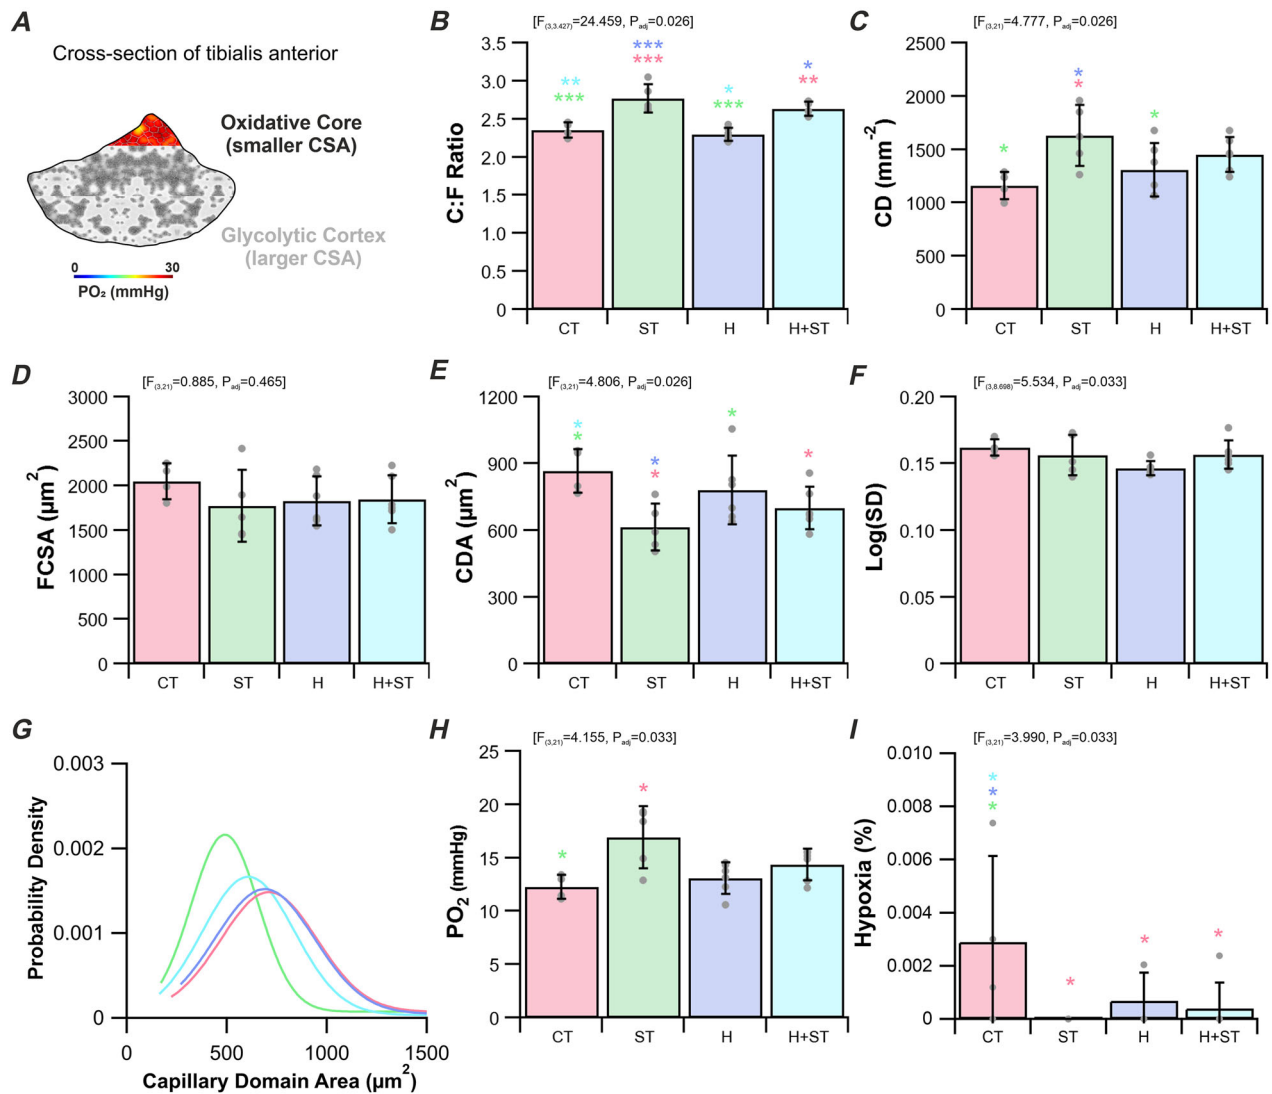 A
Cross-section of tibialis anterior
Oxidative Core
(smaller CSA)
Glycolytic Cortex
(larger CSA)
0 30
PO₂ (mmHg)
B
[F(3,3.427)=24.459, Padj=0.026]
C:F Ratio
3.5
3.0
2.5
2.0
1.5
1.0
0.5
0
** *** *** *** * *** * **
CT ST H H+ST
C
[F(3,21)=4.777, Padj=0.026]
CD (mm⁻²)
2500
2000
1500
1000
500
0
* * * *
CT ST H H+ST
D
[F(3,21)=0.885, Padj=0.465]
FCSA (µm²)
3000
2500
2000
1500
1000
500
0
CT ST H H+ST
E
[F(3,21)=4.806, Padj=0.026]
CDA (µm²)
1200
900
600
300
0
* * * * * *
CT ST H H+ST
F
[F(3,8.698)=5.534, Padj=0.033]
Log(SD)
0.20
0.15
0.10
0.05
0
CT ST H H+ST
G
Probability Density
0.003
0.002
0.001
0
0 500 1000 1500
Capillary Domain Area (µm²)
H
[F(3,21)=4.155, Padj=0.033]
PO₂ (mmHg)
25
20
15
10
5
0
* *
CT ST H H+ST
I
[F(3,21)=3.990, Padj=0.033]
Hypoxia (%)
0.010
0.008
0.006
0.004
0.002
0
* * * * * *
CT ST H H+ST